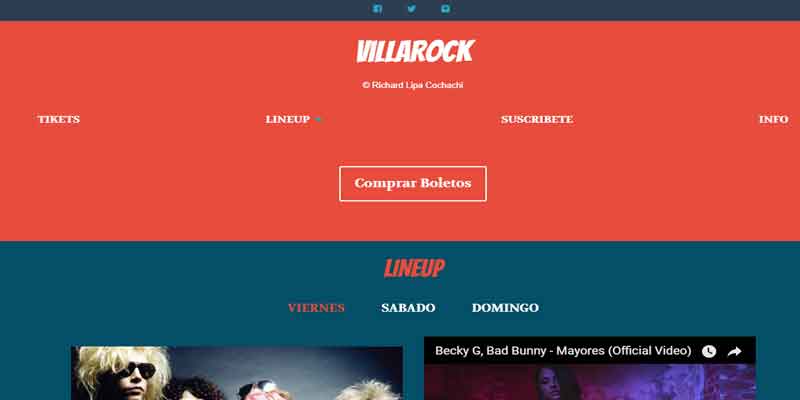 VILLAROCK
© Richard Lipa Cochachi
TIKETS LINEUP SUSCRIBETE INFO
Comprar Boletos
LINEUP
VIERNES SABADO DOMINGO
Becky G, Bad Bunny - Mayores (Official Video)